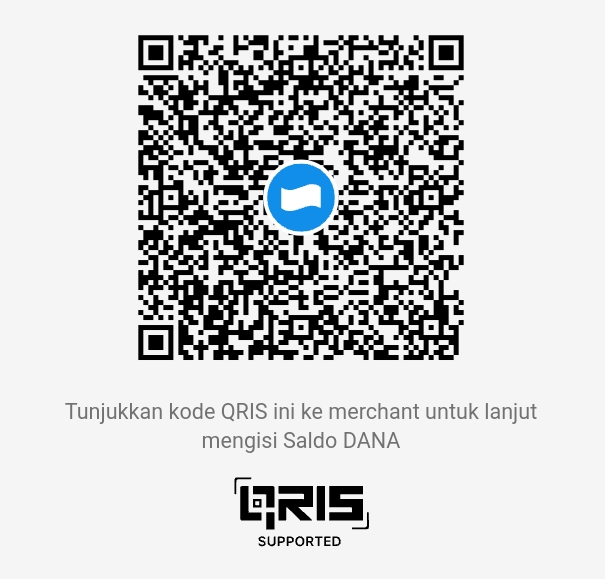 Tunjukkan kode QRIS ini ke merchant untuk lanjut
mengisi Saldo DANA
QRIS
SUPPORTED